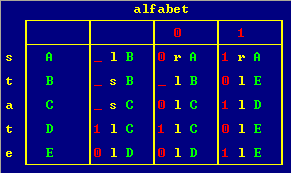 alfabet
0 1
s A _ l B 0 r A 1 r A
t B _ s B _ l B 0 l E
a C _ s C 0 l C 1 l D
t D 1 l C 1 l C 0 l E
e E 0 l D 0 l D 1 l E